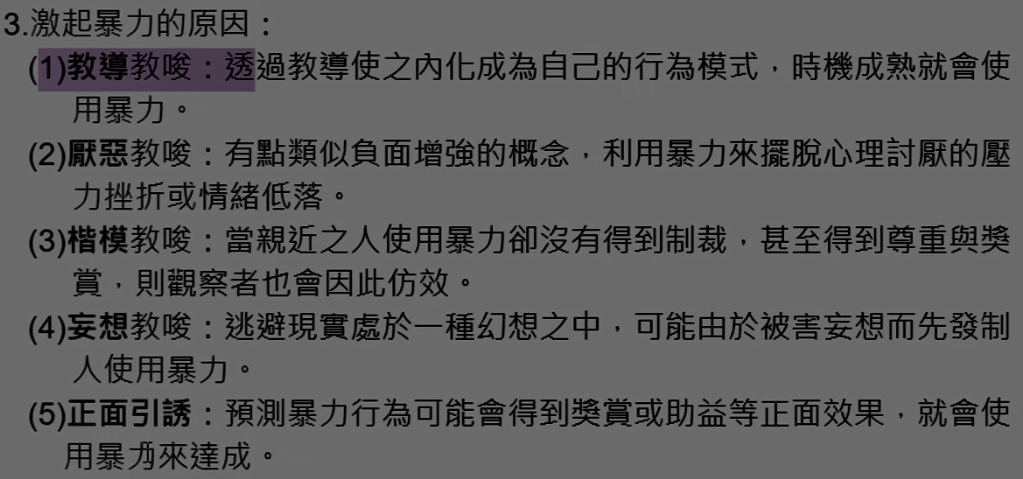 3.激起暴力的原因：
(1)教導教唆：透過教導使之內化成為自己的行為模式，時機成熟就會使
用暴力。
(2)厭惡教唆：有點類似負面增強的概念，利用暴力來擺脫心理討厭的壓
力挫折或情緒低落。
(3)楷模教唆：當親近之人使用暴力卻沒有得到制裁，甚至得到尊重與獎
賞，則觀察者也會因此仿效。
(4)妄想教唆：逃避現實處於一種幻想之中，可能由於被害妄想而先發制
人使用暴力。
(5)正面引誘：預測暴力行為可能會得到獎賞或助益等正面效果，就會使
用暴力來達成。